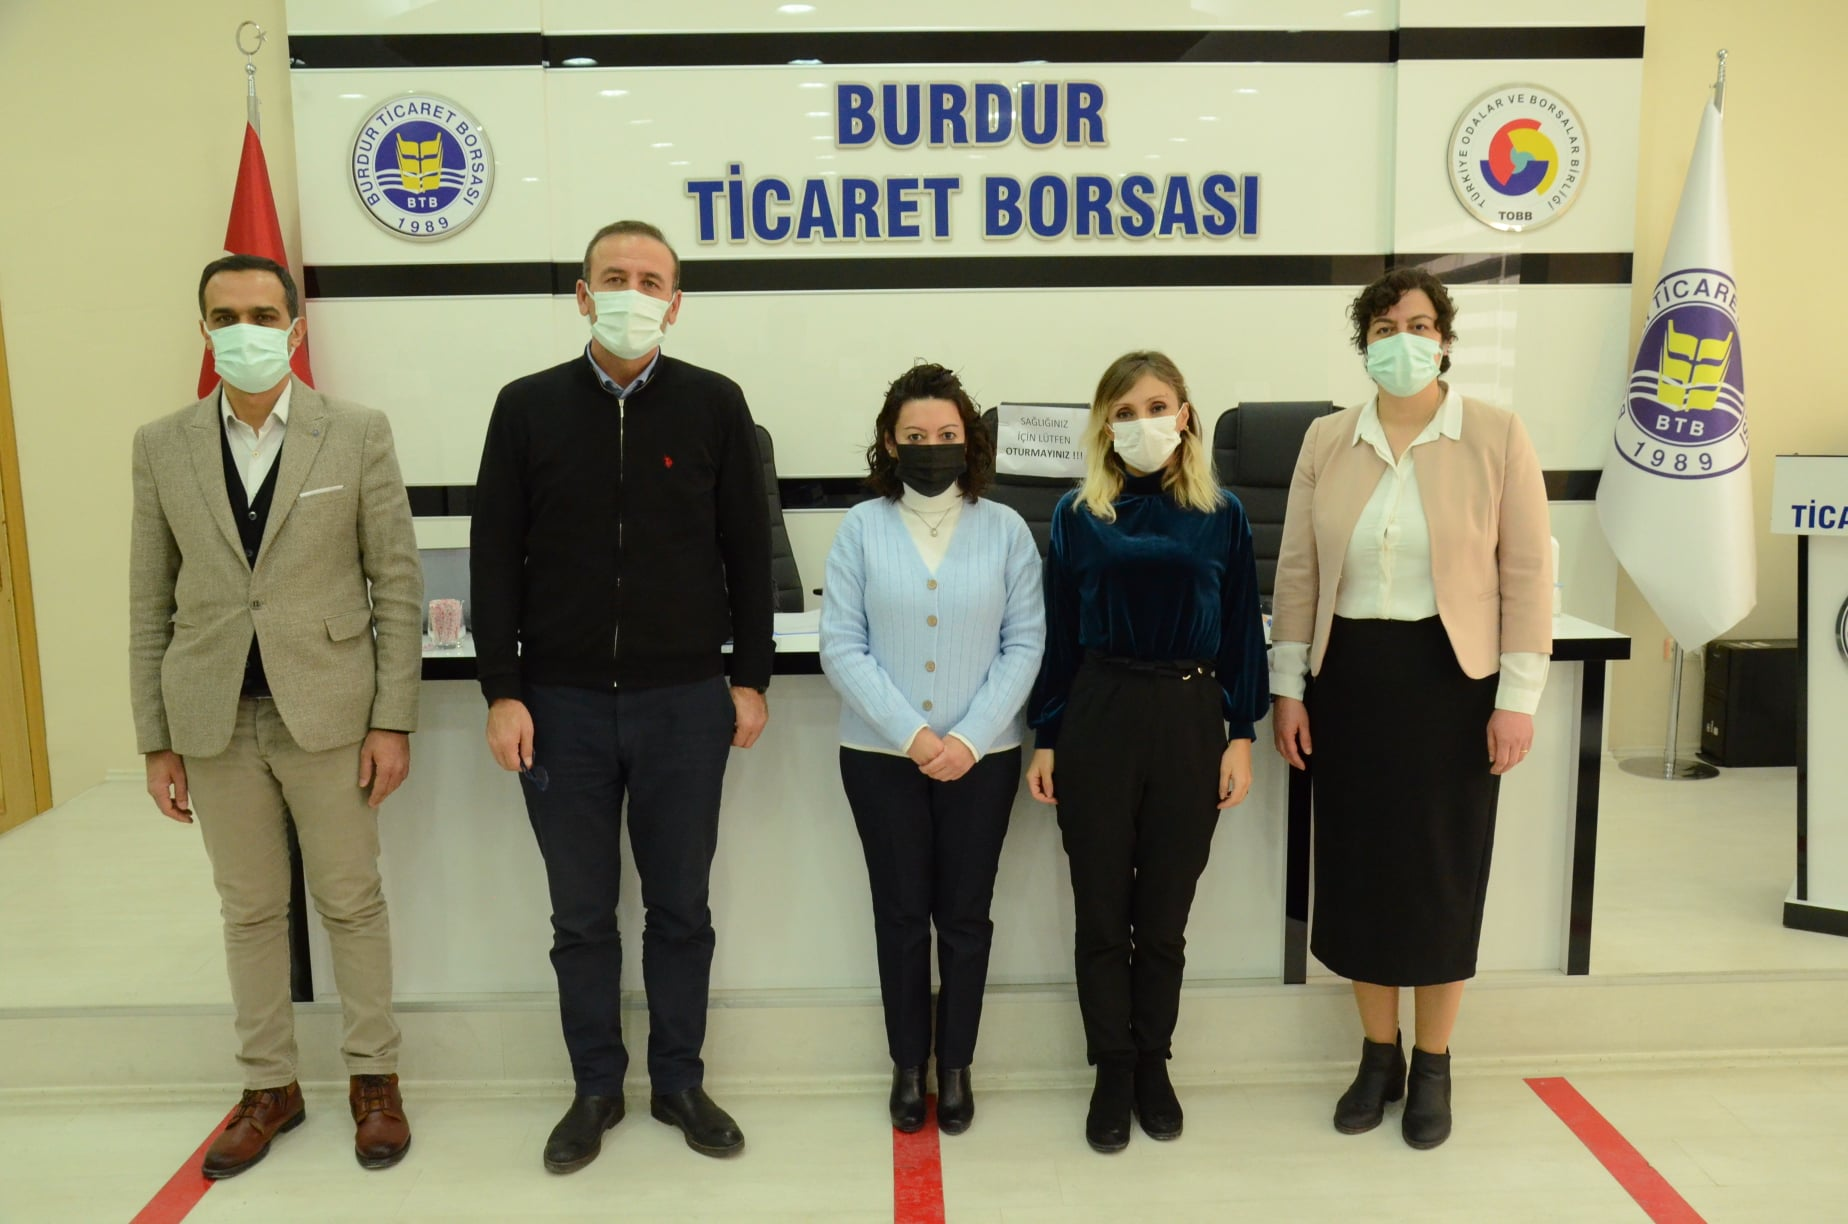 BURDUR TİCARET BORSASI
BTB
1989
BURDUR
TİCARET BORSASI
TÜRKİYE ODALAR VE BORSALAR BİRLİĞİ
TOBB
SAĞLIĞINIZ
İÇİN LÜTFEN
OTURMAYINIZ !!!
TİCARE
BTB
1989
TİCA